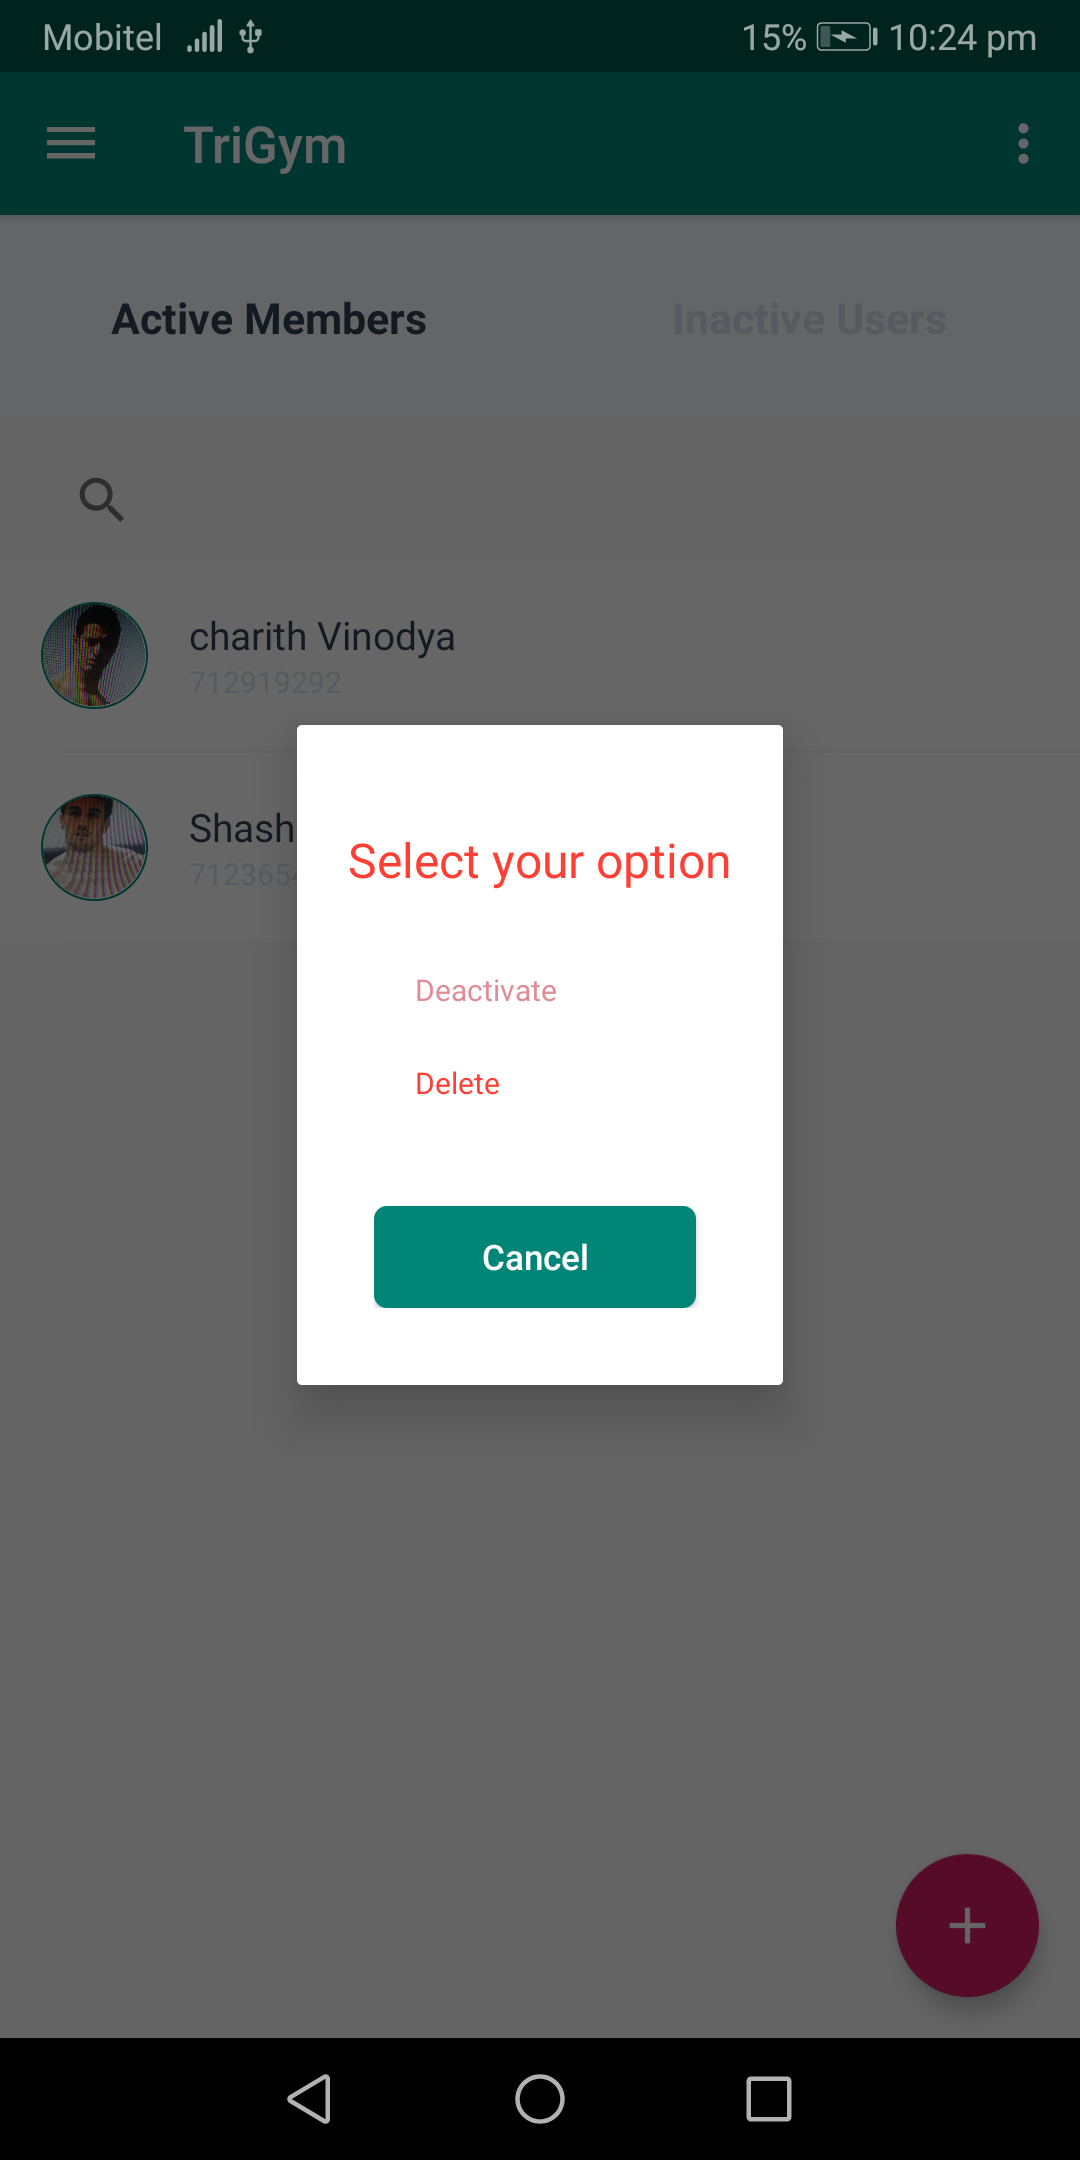 Mobitel 15% 10:24 pm
TriGym
Active Members Inactive Users
charith Vinodya
712919292
Shash
Select your option
Deactivate
Delete
Cancel